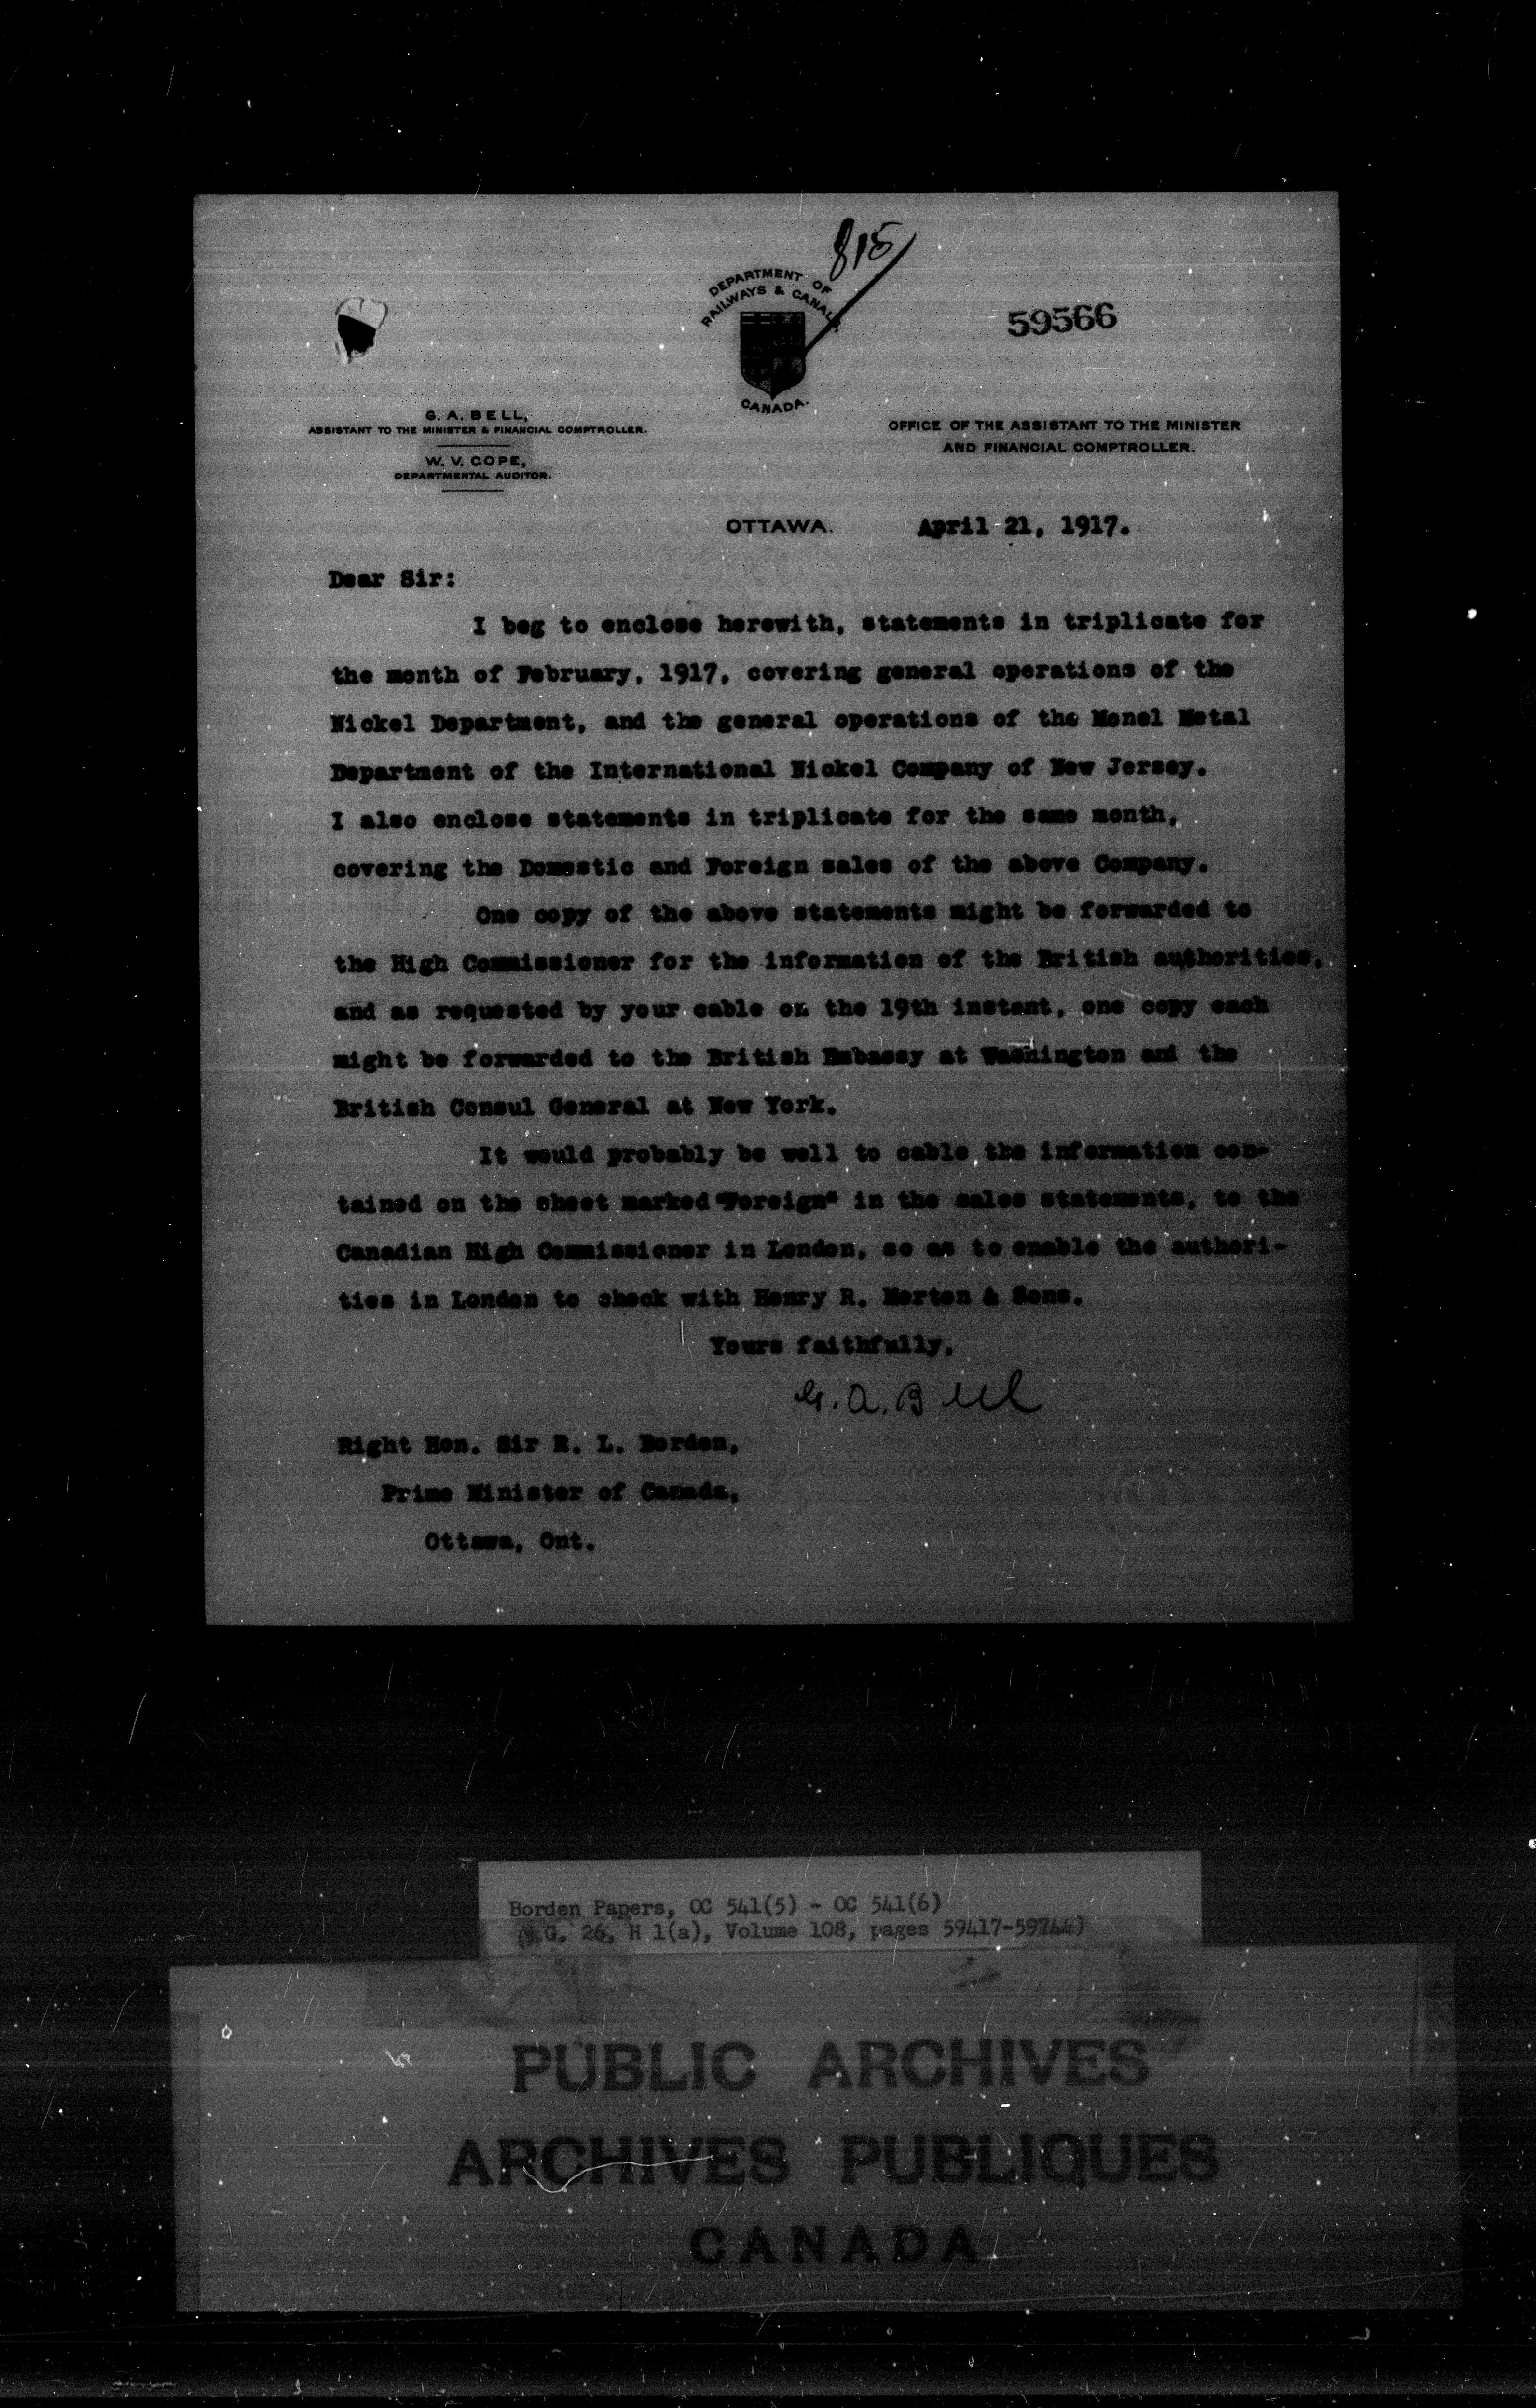 815
DEPARTMENT OF
RAILWAYS & CANALS.
CANADA.
59566
G. A. BELL,
ASSISTANT TO THE MINISTER & FINANCIAL COMPTROLLER.
W. V. COPE,
DEPARTMENTAL AUDITOR.
OFFICE OF THE ASSISTANT TO THE MINISTER
AND FINANCIAL COMPTROLLER.
OTTAWA. April 21, 1917.
Dear Sir:
I beg to enclose herewith, statements in triplicate for
the month of February, 1917, covering general operations of the
Nickel Department, and the general operations of the Monel Metal
Department of the International Nickel Company of New Jersey.
I also enclose statements in triplicate for the same month,
covering the Domestic and Foreign sales of the above Company.
One copy of the above statements might be forwarded to
the High Commissioner for the information of the British authorities,
and as requested by your cable on the 19th instant, one copy each
might be forwarded to the British Embassy at Washington and the
British Consul General at New York.
It would probably be well to cable the information con-
tained on the sheet marked "Foreign" in the sales statements, to the
Canadian High Commissioner in London, so as to enable the authori-
ties in London to check with Henry R. Merton & Sons.
Yours faithfully,
G. A. Bell
Right Hon. Sir R. L. Borden,
Prime Minister of Canada,
Ottawa, Ont.
Borden Papers, OC 541(5) - OC 541(6)
(M.G. 26, H 1(a), Volume 108, pages 59417-59744)
PUBLIC ARCHIVES
ARCHIVES PUBLIQUES
CANADA